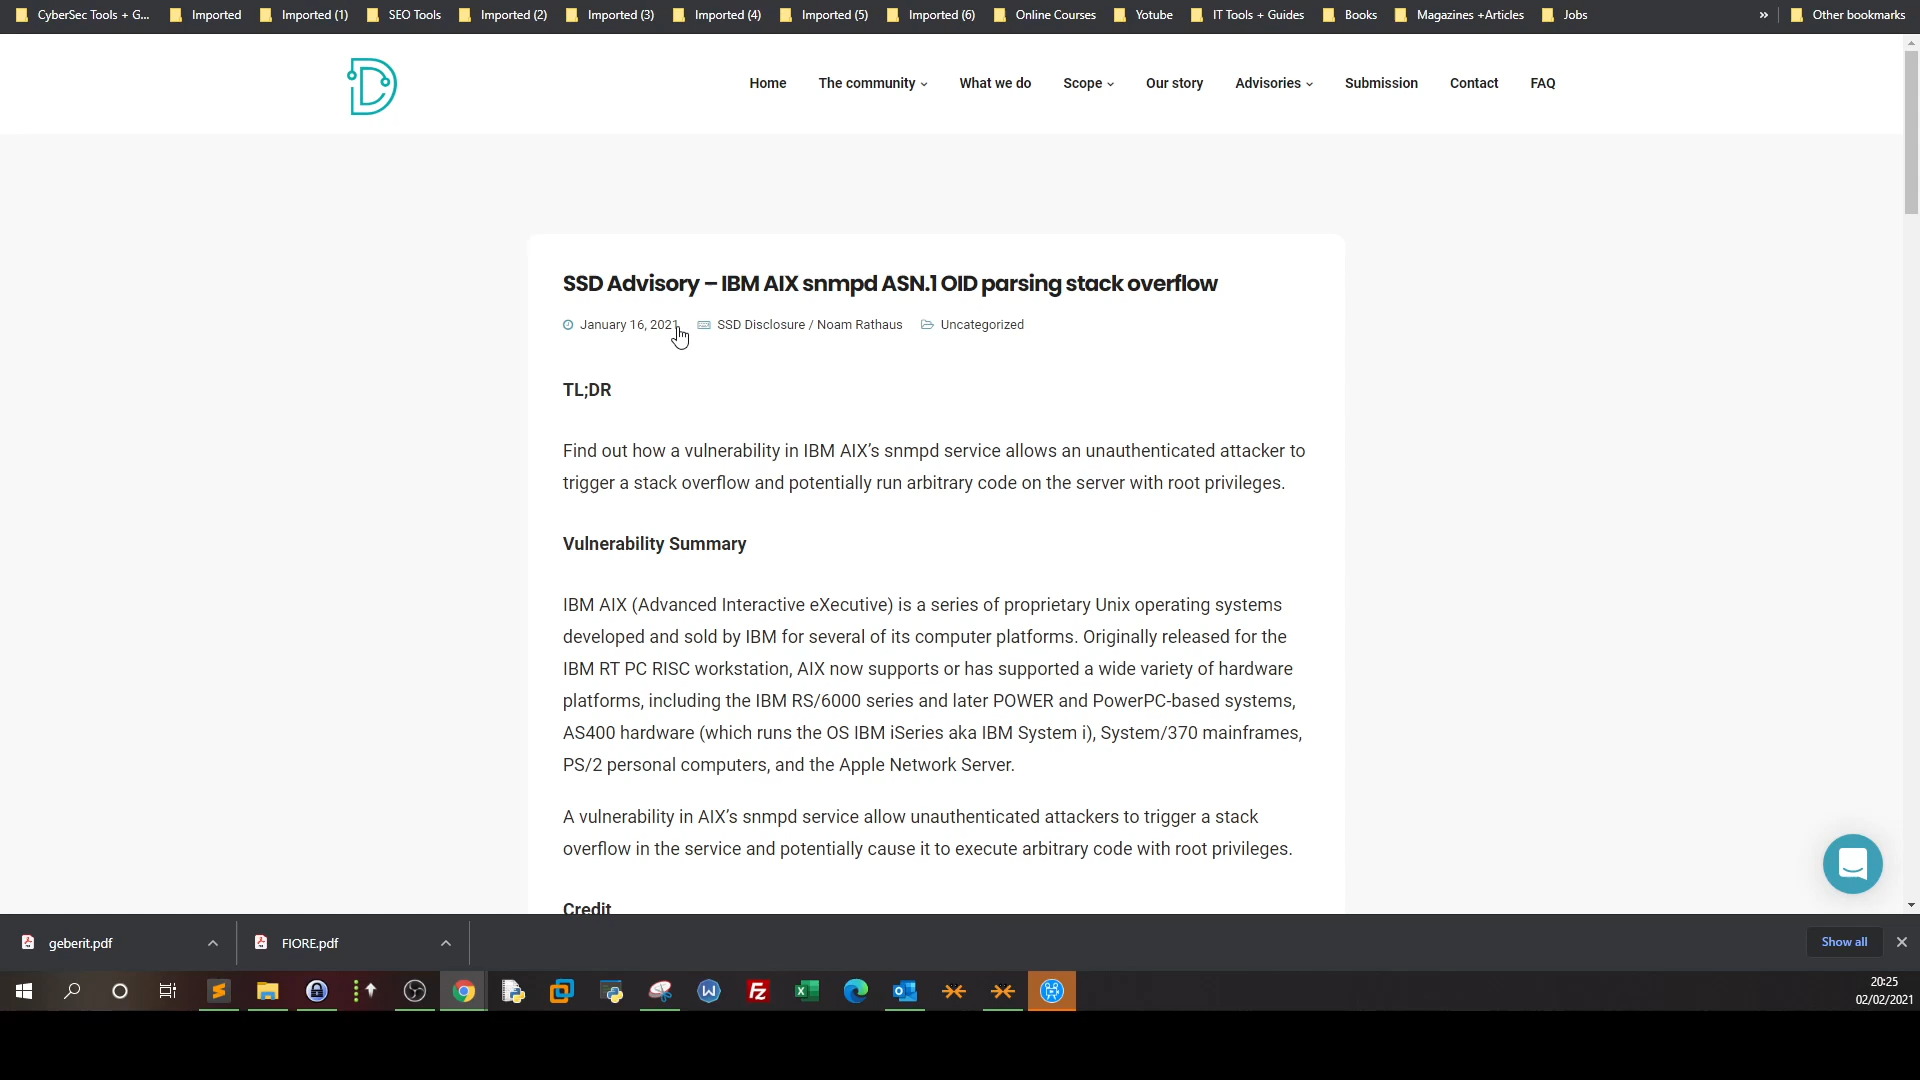 CyberSec Tools + G... Imported Imported (1) SEO Tools Imported (2) Imported (3) Imported (4) Imported (5) Imported (6) Online Courses Yotube IT Tools + Guides Books Magazines +Articles Jobs » Other bookmarks
Home The community What we do Scope Our story Advisories Submission Contact FAQ
SSD Advisory – IBM AIX snmpd ASN.1 OID parsing stack overflow
January 16, 2021 SSD Disclosure / Noam Rathaus Uncategorized
TL;DR
Find out how a vulnerability in IBM AIX’s snmpd service allows an unauthenticated attacker to
trigger a stack overflow and potentially run arbitrary code on the server with root privileges.
Vulnerability Summary
IBM AIX (Advanced Interactive eXecutive) is a series of proprietary Unix operating systems
developed and sold by IBM for several of its computer platforms. Originally released for the
IBM RT PC RISC workstation, AIX now supports or has supported a wide variety of hardware
platforms, including the IBM RS/6000 series and later POWER and PowerPC-based systems,
AS400 hardware (which runs the OS IBM iSeries aka IBM System i), System/370 mainframes,
PS/2 personal computers, and the Apple Network Server.
A vulnerability in AIX’s snmpd service allow unauthenticated attackers to trigger a stack
overflow in the service and potentially cause it to execute arbitrary code with root privileges.
Credit
geberit.pdf FIORE.pdf Show all
20:25
02/02/2021